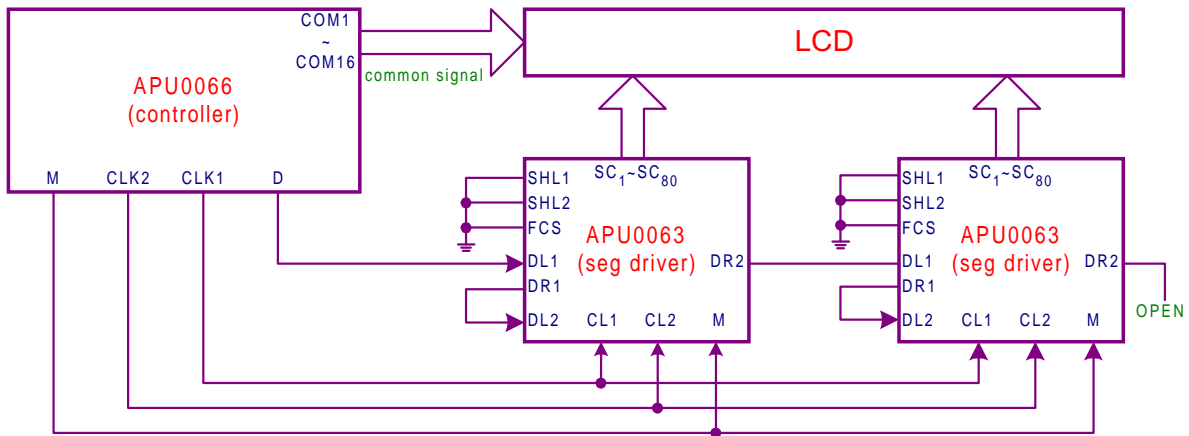 COM1
~
COM16
common signal
APU0066
(controller)
M CLK2 CLK1 D
LCD
SHL1
SHL2
FCS
DL1
DR1
DL2
SC1~SC80
APU0063
(seg driver)
DR2
CL1 CL2 M
SHL1
SHL2
FCS
DL1
DR1
DL2
SC1~SC80
APU0063
(seg driver)
DR2
CL1 CL2 M
OPEN